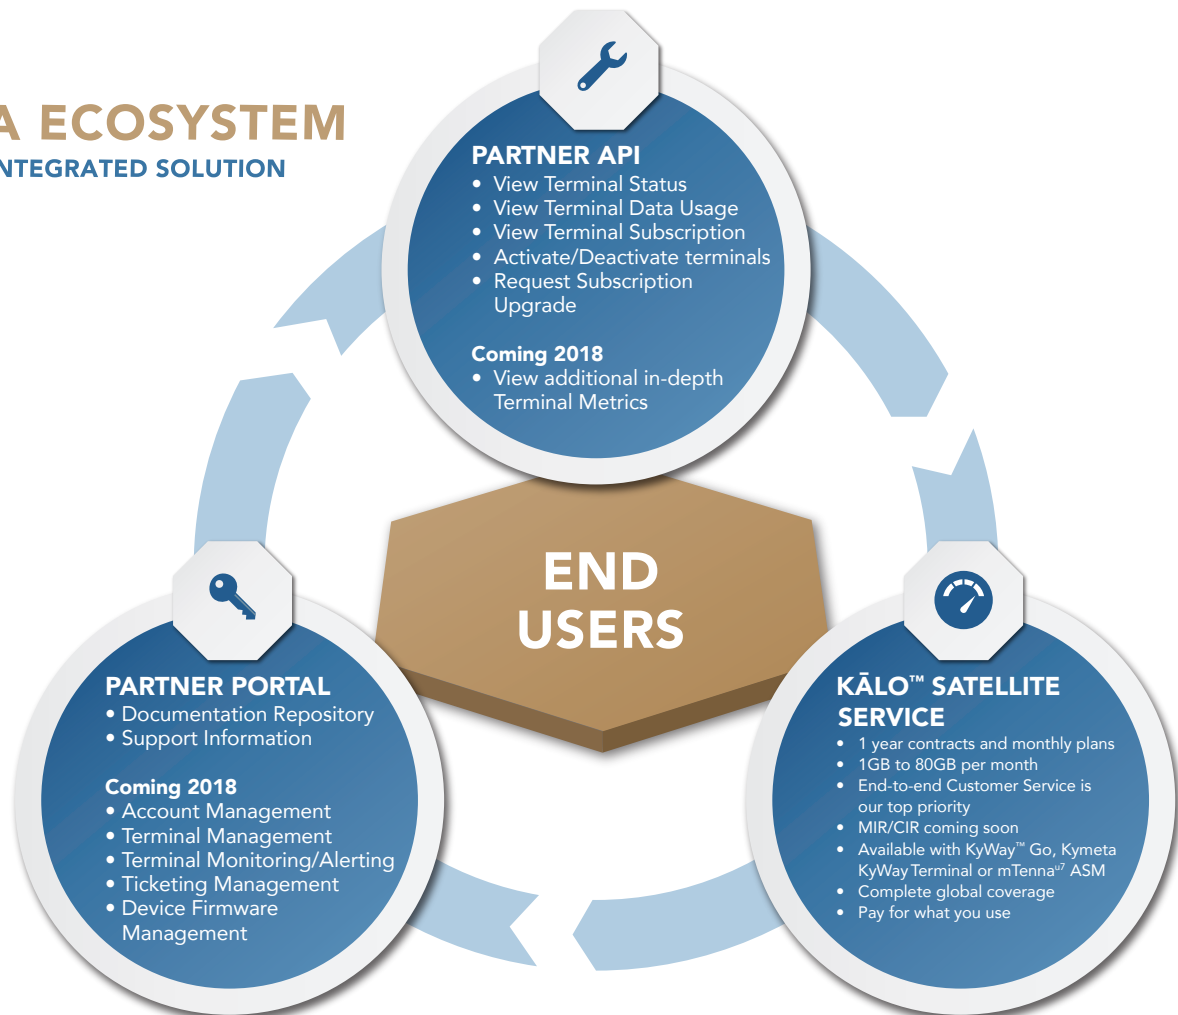 A ECOSYSTEM
NTEGRATED SOLUTION
PARTNER API
• View Terminal Status
• View Terminal Data Usage
• View Terminal Subscription
• Activate/Deactivate terminals
• Request Subscription
Upgrade
Coming 2018
• View additional in-depth
Terminal Metrics
END
USERS
PARTNER PORTAL
• Documentation Repository
• Support Information
Coming 2018
• Account Management
• Terminal Management
• Terminal Monitoring/Alerting
• Ticketing Management
• Device Firmware
Management
KĀLO™ SATELLITE
SERVICE
• 1 year contracts and monthly plans
• 1GB to 80GB per month
• End-to-end Customer Service is
our top priority
• MIR/CIR coming soon
• Available with KyWay™ Go, Kymeta
KyWay Terminal or mTennaᵘ⁷ ASM
• Complete global coverage
• Pay for what you use